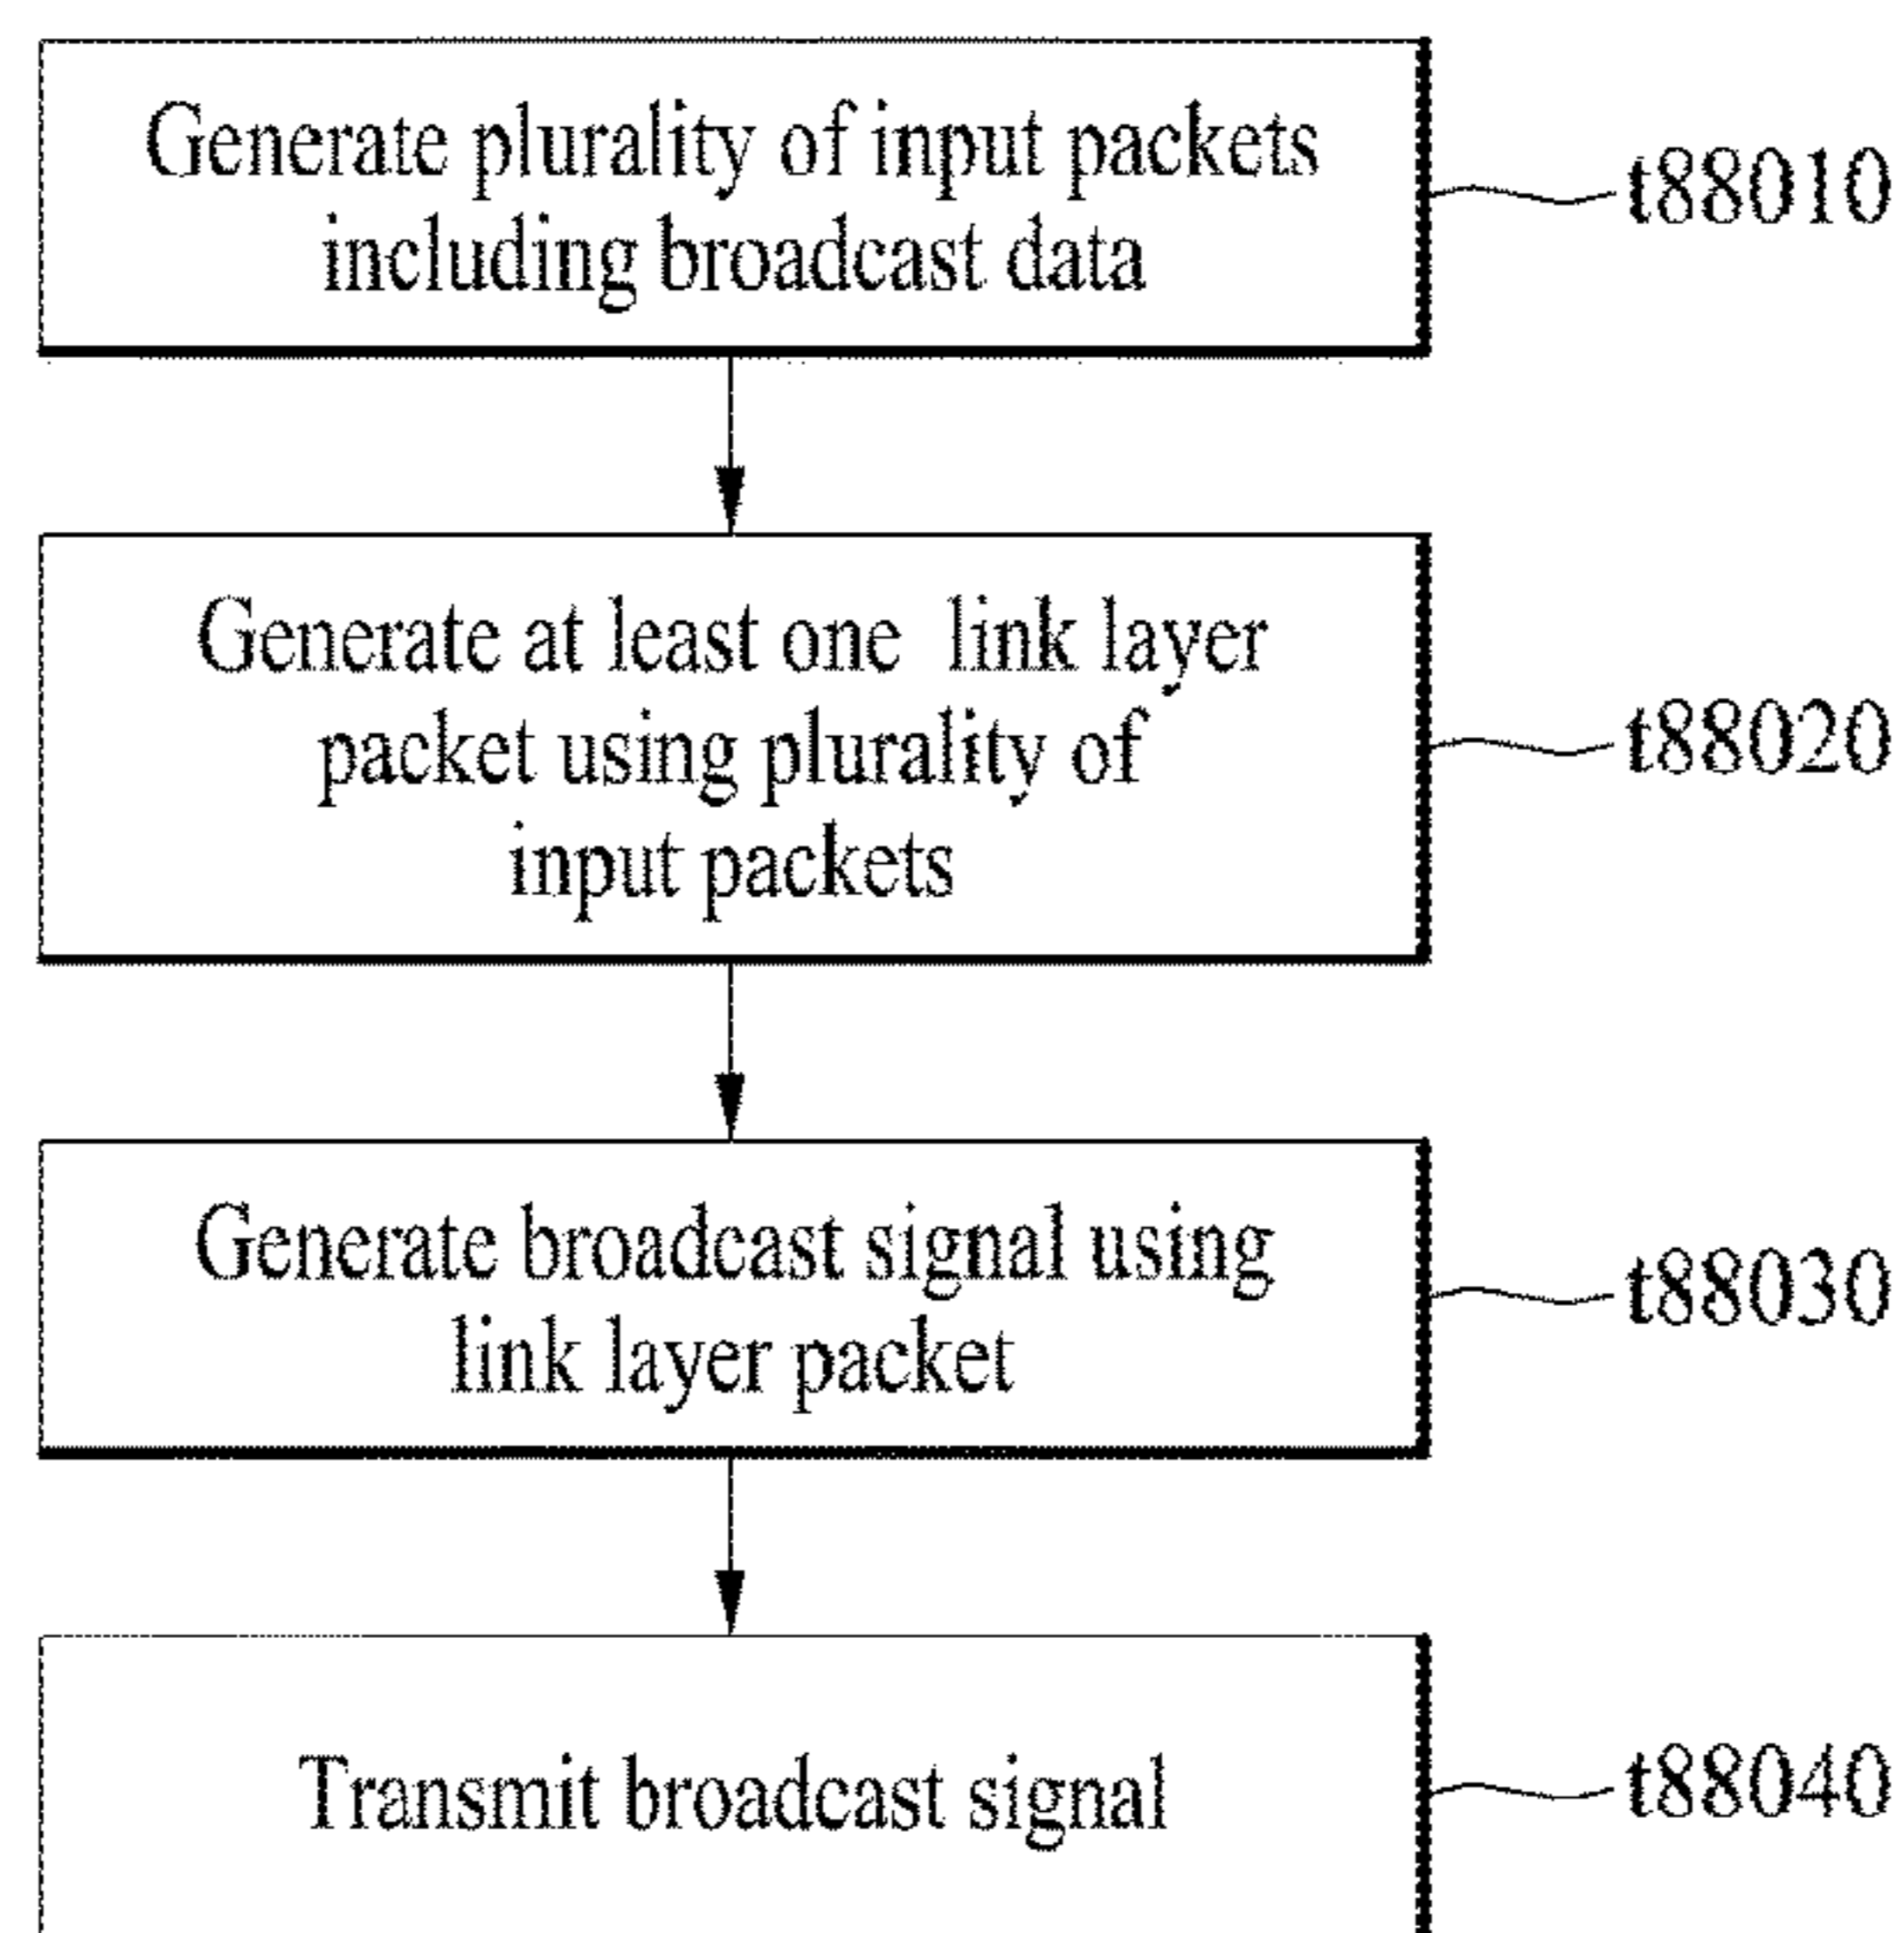 Generate plurality of input packets
including broadcast data
t88010
Generate at least one link layer
packet using plurality of
input packets
t88020
Generate broadcast signal using
link layer packet
t88030
Transmit broadcast signal
t88040